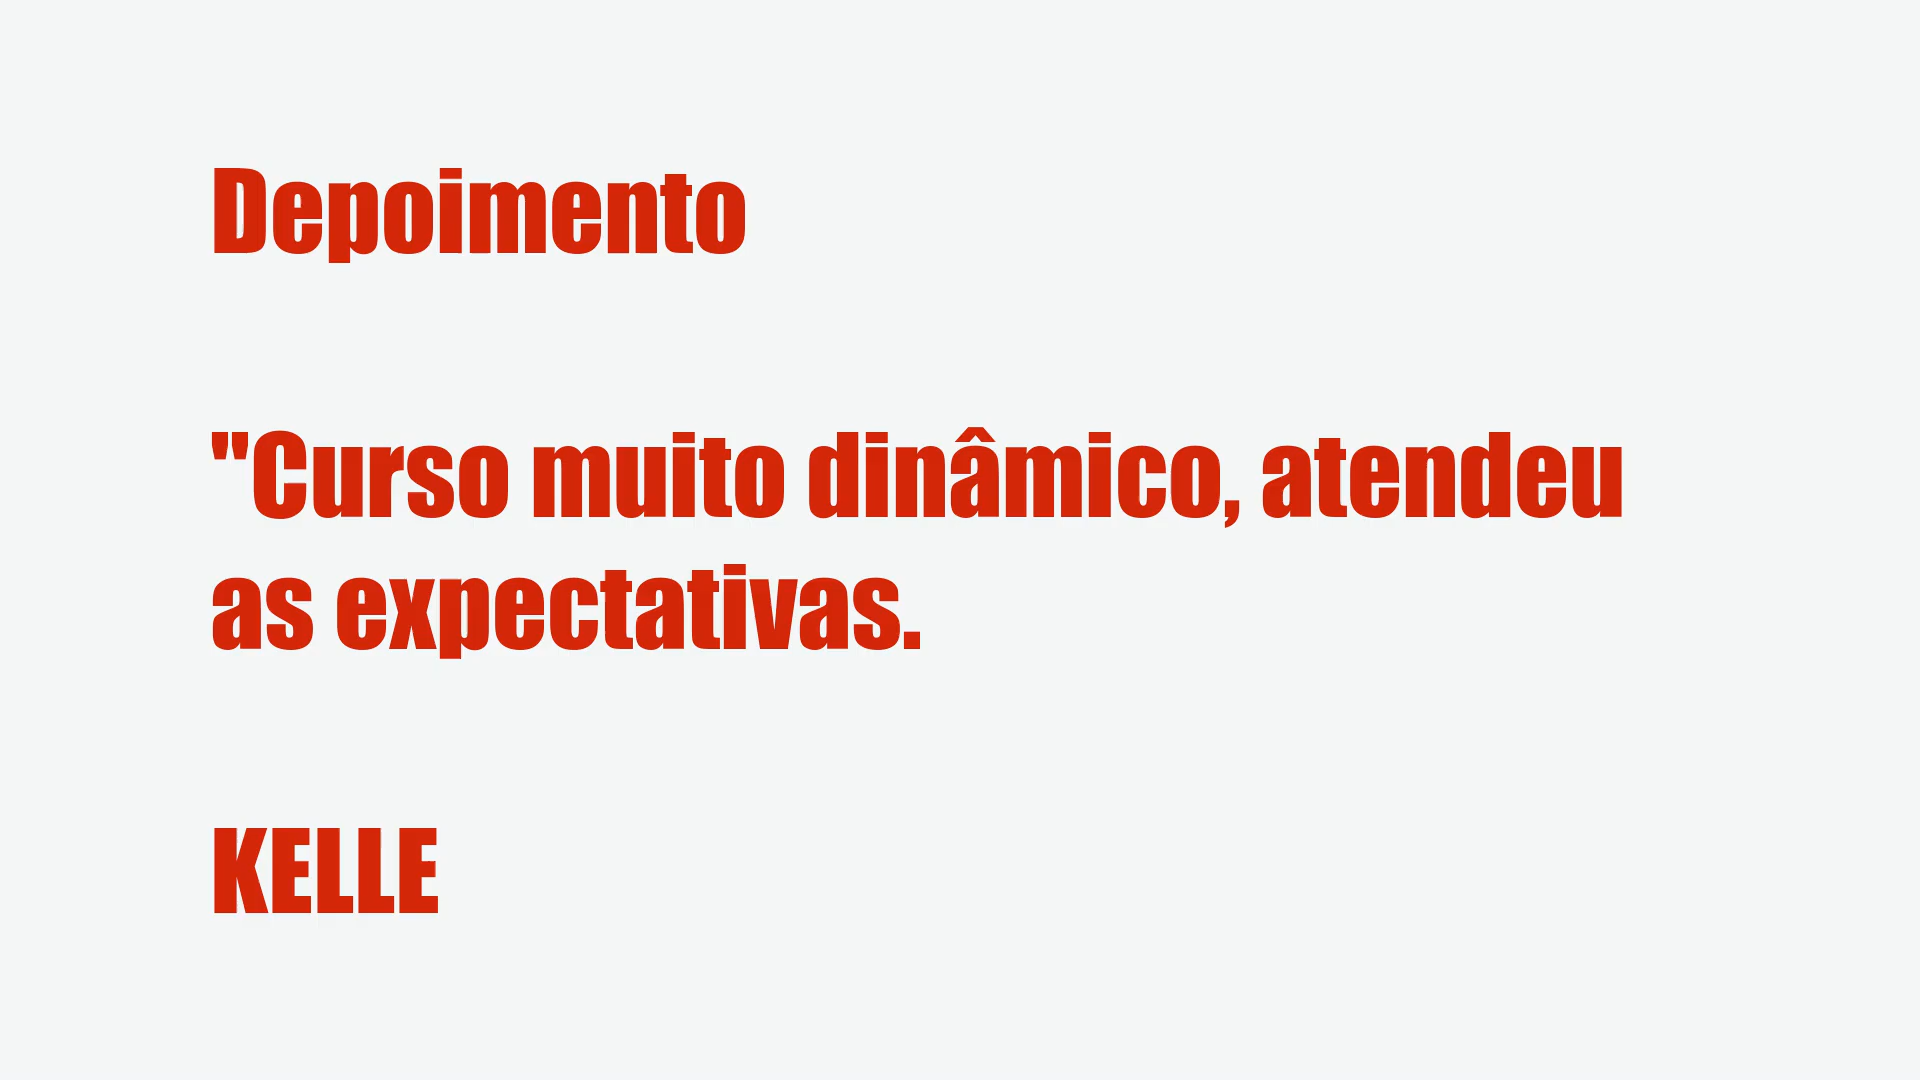 Depoimento
"Curso muito dinâmico, atendeu
as expectativas.
KELLE